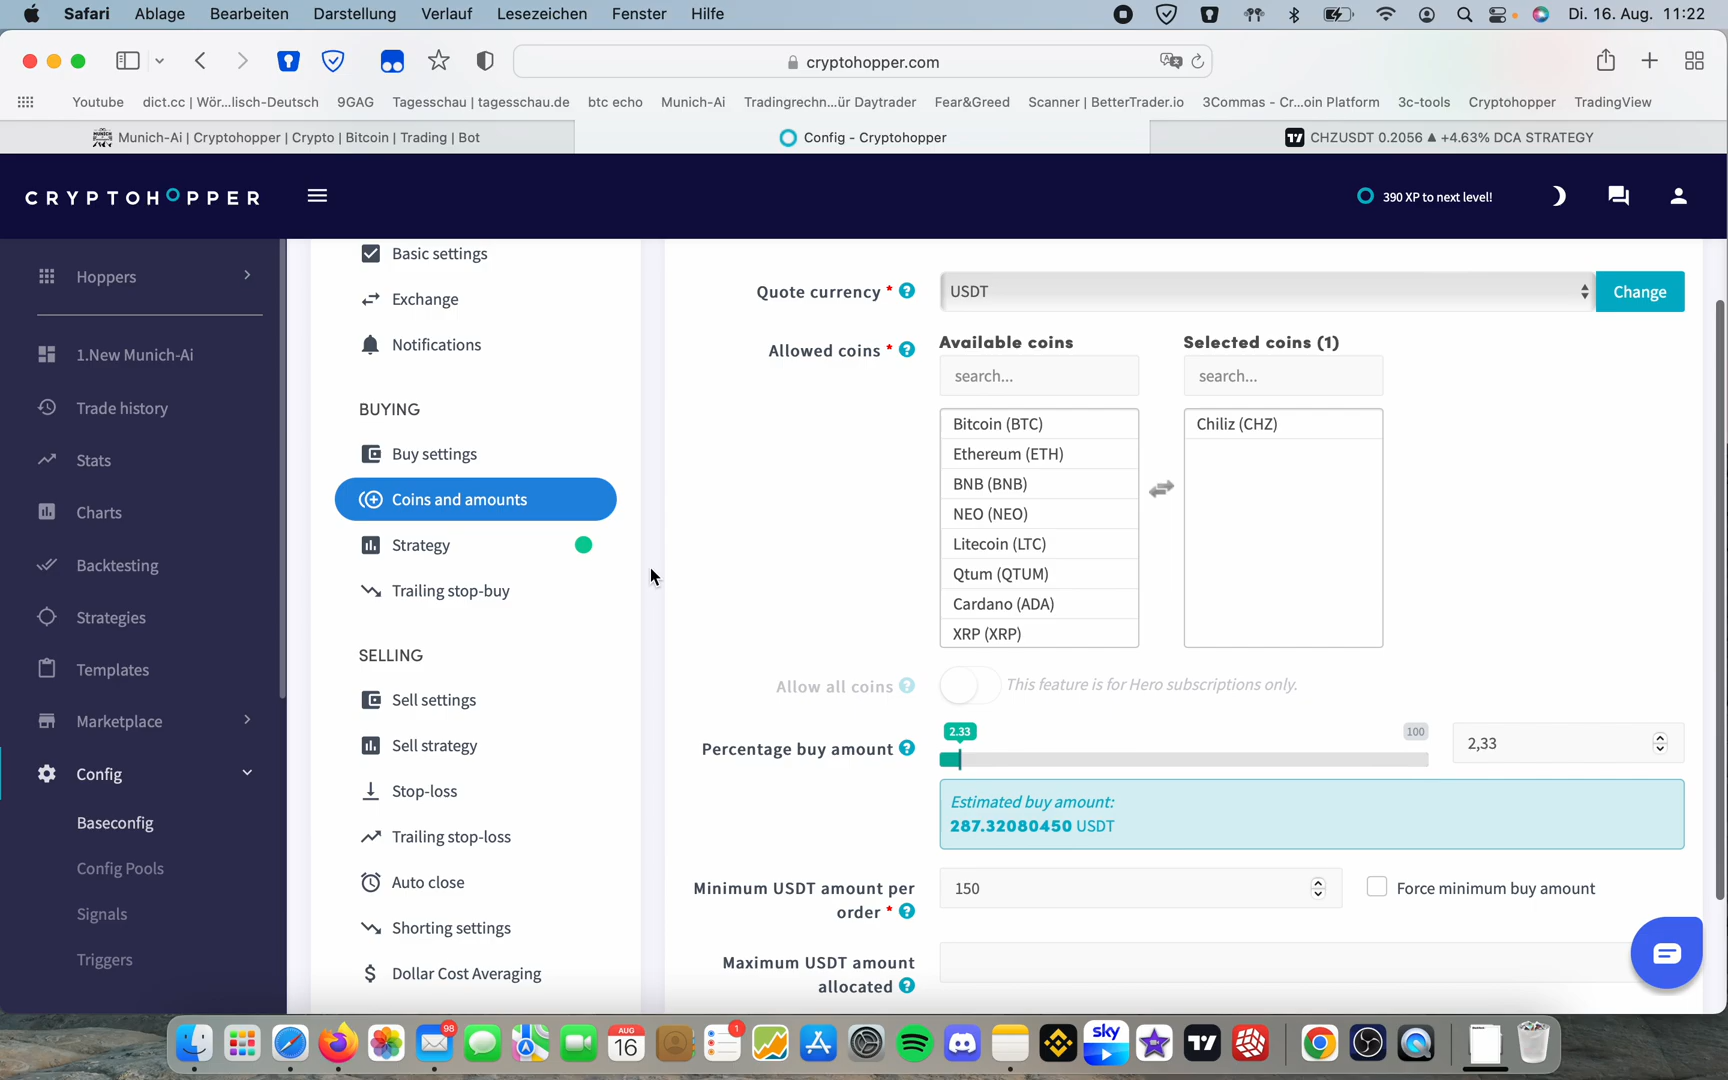 Safari Ablage Bearbeiten Darstellung Verlauf Lesezeichen Fenster Hilfe Di. 16. Aug. 11:22
cryptohopper.com
Youtube dict.cc | Wör...lisch-Deutsch 9GAG Tagesschau | tagesschau.de btc echo Munich-Ai Tradingrechn...ür Daytrader Fear&Greed Scanner | BetterTrader.io 3Commas - Cr...oin Platform 3c-tools Cryptohopper TradingView
Munich-Ai | Cryptohopper | Crypto | Bitcoin | Trading | Bot
Config - Cryptohopper
CHZUSDT 0.2056 ▲ +4.63% DCA STRATEGY
CRYPTOHOPPER
390 XP to next level!
Hoppers
1.New Munich-Ai
Trade history
Stats
Charts
Backtesting
Strategies
Templates
Marketplace
Config
Baseconfig
Config Pools
Signals
Triggers
Basic settings
Exchange
Notifications
BUYING
Buy settings
Coins and amounts
Strategy
Trailing stop-buy
SELLING
Sell settings
Sell strategy
Stop-loss
Trailing stop-loss
Auto close
Shorting settings
Dollar Cost Averaging
Quote currency * ?
USDT
Change
Allowed coins * ?
Available coins
search...
Bitcoin (BTC)
Ethereum (ETH)
BNB (BNB)
NEO (NEO)
Litecoin (LTC)
Qtum (QTUM)
Cardano (ADA)
XRP (XRP)
Selected coins (1)
search...
Chiliz (CHZ)
Allow all coins ?
This feature is for Hero subscriptions only.
Percentage buy amount ?
2.33
100
2,33
Estimated buy amount:
287.32080450 USDT
Minimum USDT amount per
order * ?
150
Force minimum buy amount
Maximum USDT amount
allocated ?
98
AUG
16
1
sky